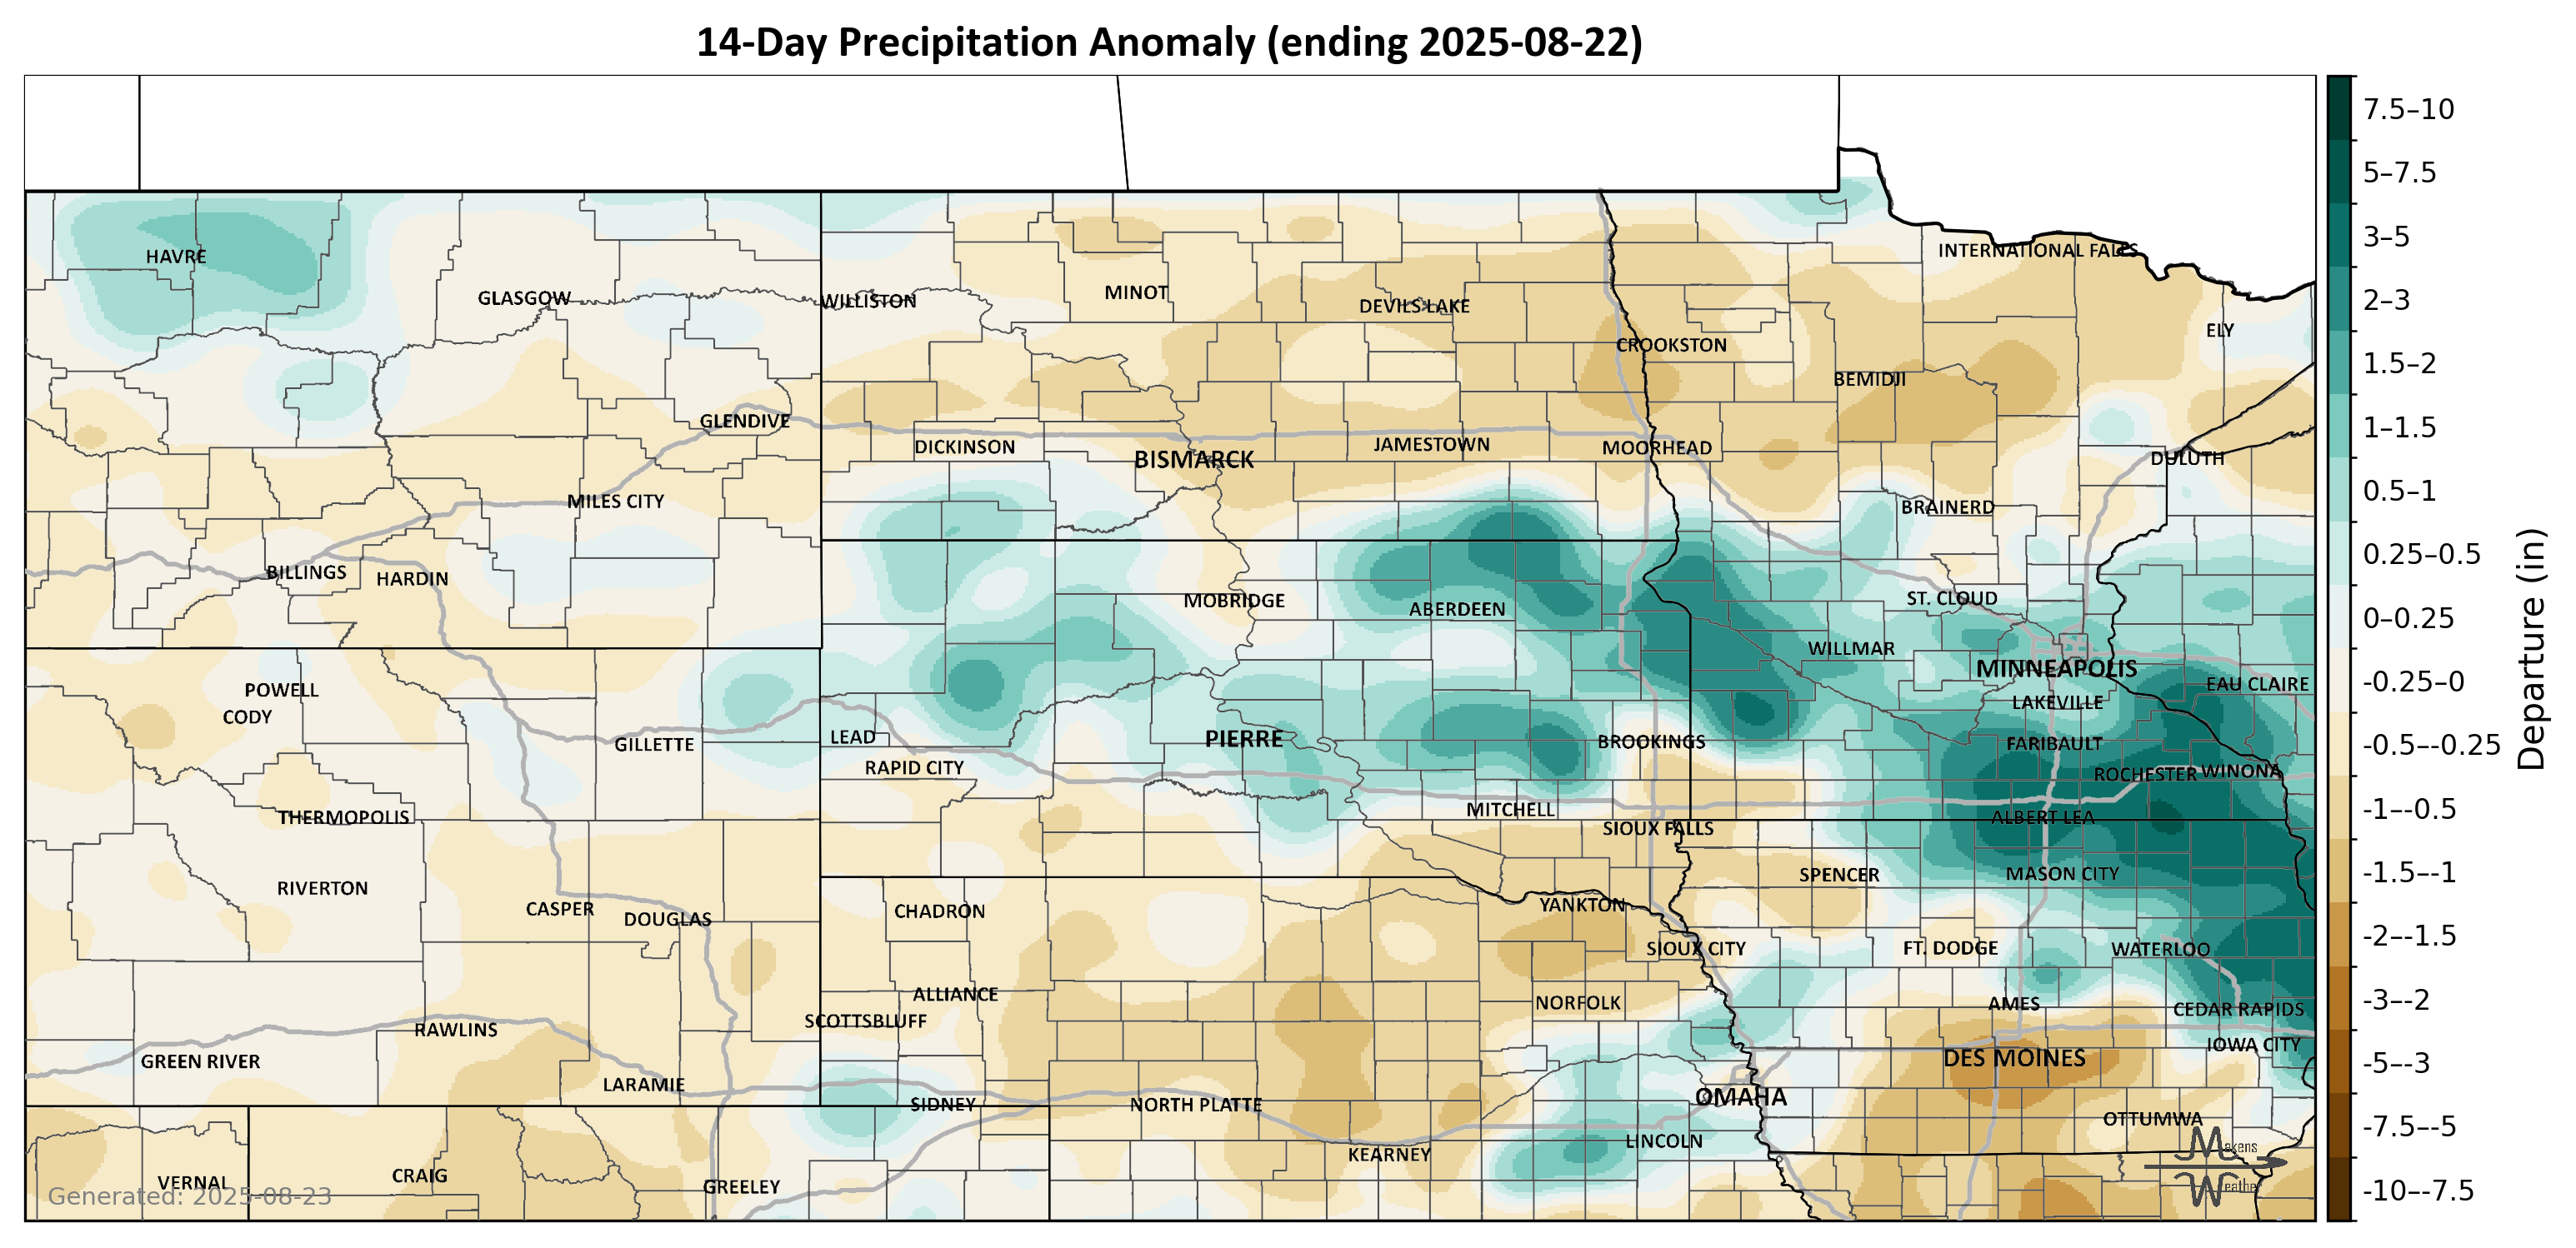 14-Day Precipitation Anomaly (ending 2025-08-22)
7.5–10
5–7.5
3–5
2–3
1.5–2
1–1.5
0.5–1
0.25–0.5
0–0.25
-0.25–0
-0.5–-0.25
-1–-0.5
-1.5–-1
-2–-1.5
-3–-2
-5–-3
-7.5–-5
-10–-7.5
Departure (in)
HAVRE
INTERNATIONAL FALLS
GLASGOW
WILLISTON
MINOT
DEVILS LAKE
ELY
CROOKSTON
BEMIDJI
GLENDIVE
DICKINSON
BISMARCK
JAMESTOWN
MOORHEAD
DULUTH
MILES CITY
BRAINERD
BILLINGS
HARDIN
MOBRIDGE
ABERDEEN
ST. CLOUD
WILLMAR
MINNEAPOLIS
POWELL
EAU CLAIRE
CODY
LAKEVILLE
GILLETTE
LEAD
PIERRE
BROOKINGS
FARIBAULT
RAPID CITY
ROCHESTER
WINONA
THERMOPOLIS
MITCHELL
ALBERT LEA
SIOUX FALLS
RIVERTON
SPENCER
MASON CITY
CASPER
DOUGLAS
CHADRON
YANKTON
SIOUX CITY
FT. DODGE
WATERLOO
ALLIANCE
NORFOLK
AMES
CEDAR RAPIDS
SCOTTSBLUFF
RAWLINS
IOWA CITY
GREEN RIVER
DES MOINES
LARAMIE
OMAHA
SIDNEY
NORTH PLATTE
OTTUMWA
LINCOLN
KEARNEY
VERNAL
CRAIG
GREELEY
Generated: 2025-08-23
Makens
Weather